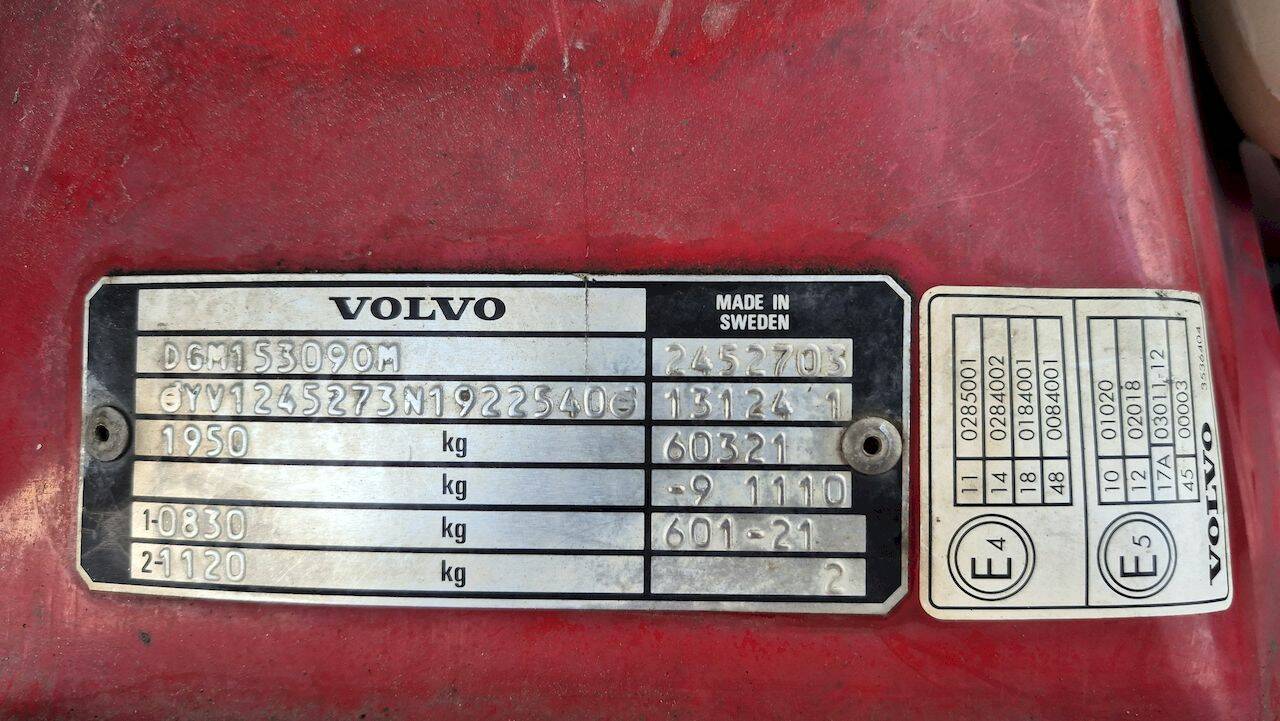 VOLVO
MADE IN
SWEDEN
DGM153090M
2452703
YV1245273N1922540
13124 1
1950 kg
60321
kg
-9 1110
1-0830 kg
601-21
2-1120 kg
2
11 0285001
14 0284002
18 0184001
48 0084001
E4
10 01020
12 02018
17A 03011, 12
45 00003
E5
3536404
VOLVO